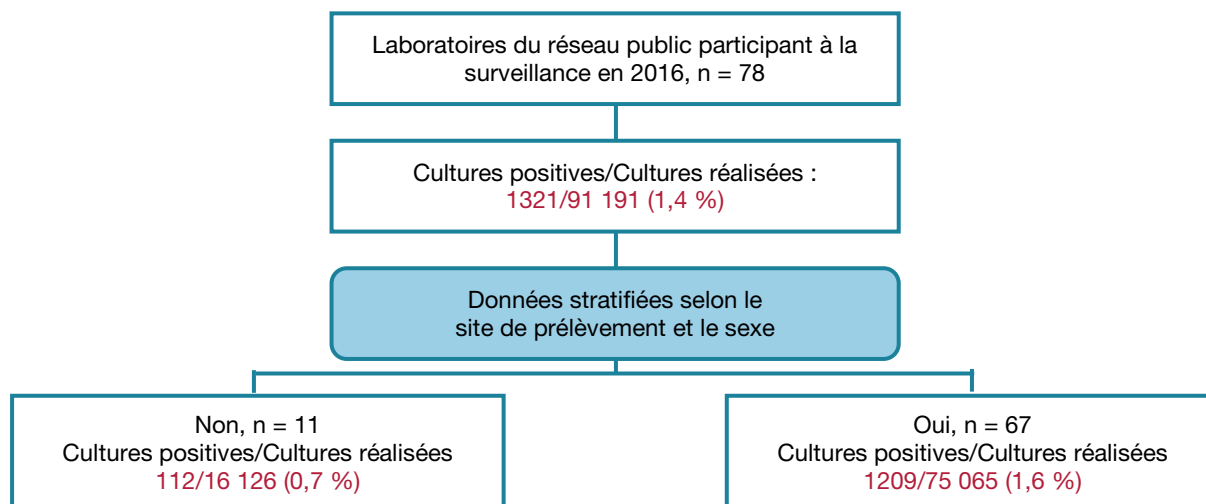 Laboratoires du réseau public participant à la
surveillance en 2016, n = 78
Cultures positives/Cultures réalisées :
1321/91 191 (1,4 %)
Données stratifiées selon le
site de prélèvement et le sexe
Non, n = 11
Cultures positives/Cultures réalisées
112/16 126 (0,7 %)
Oui, n = 67
Cultures positives/Cultures réalisées
1209/75 065 (1,6 %)